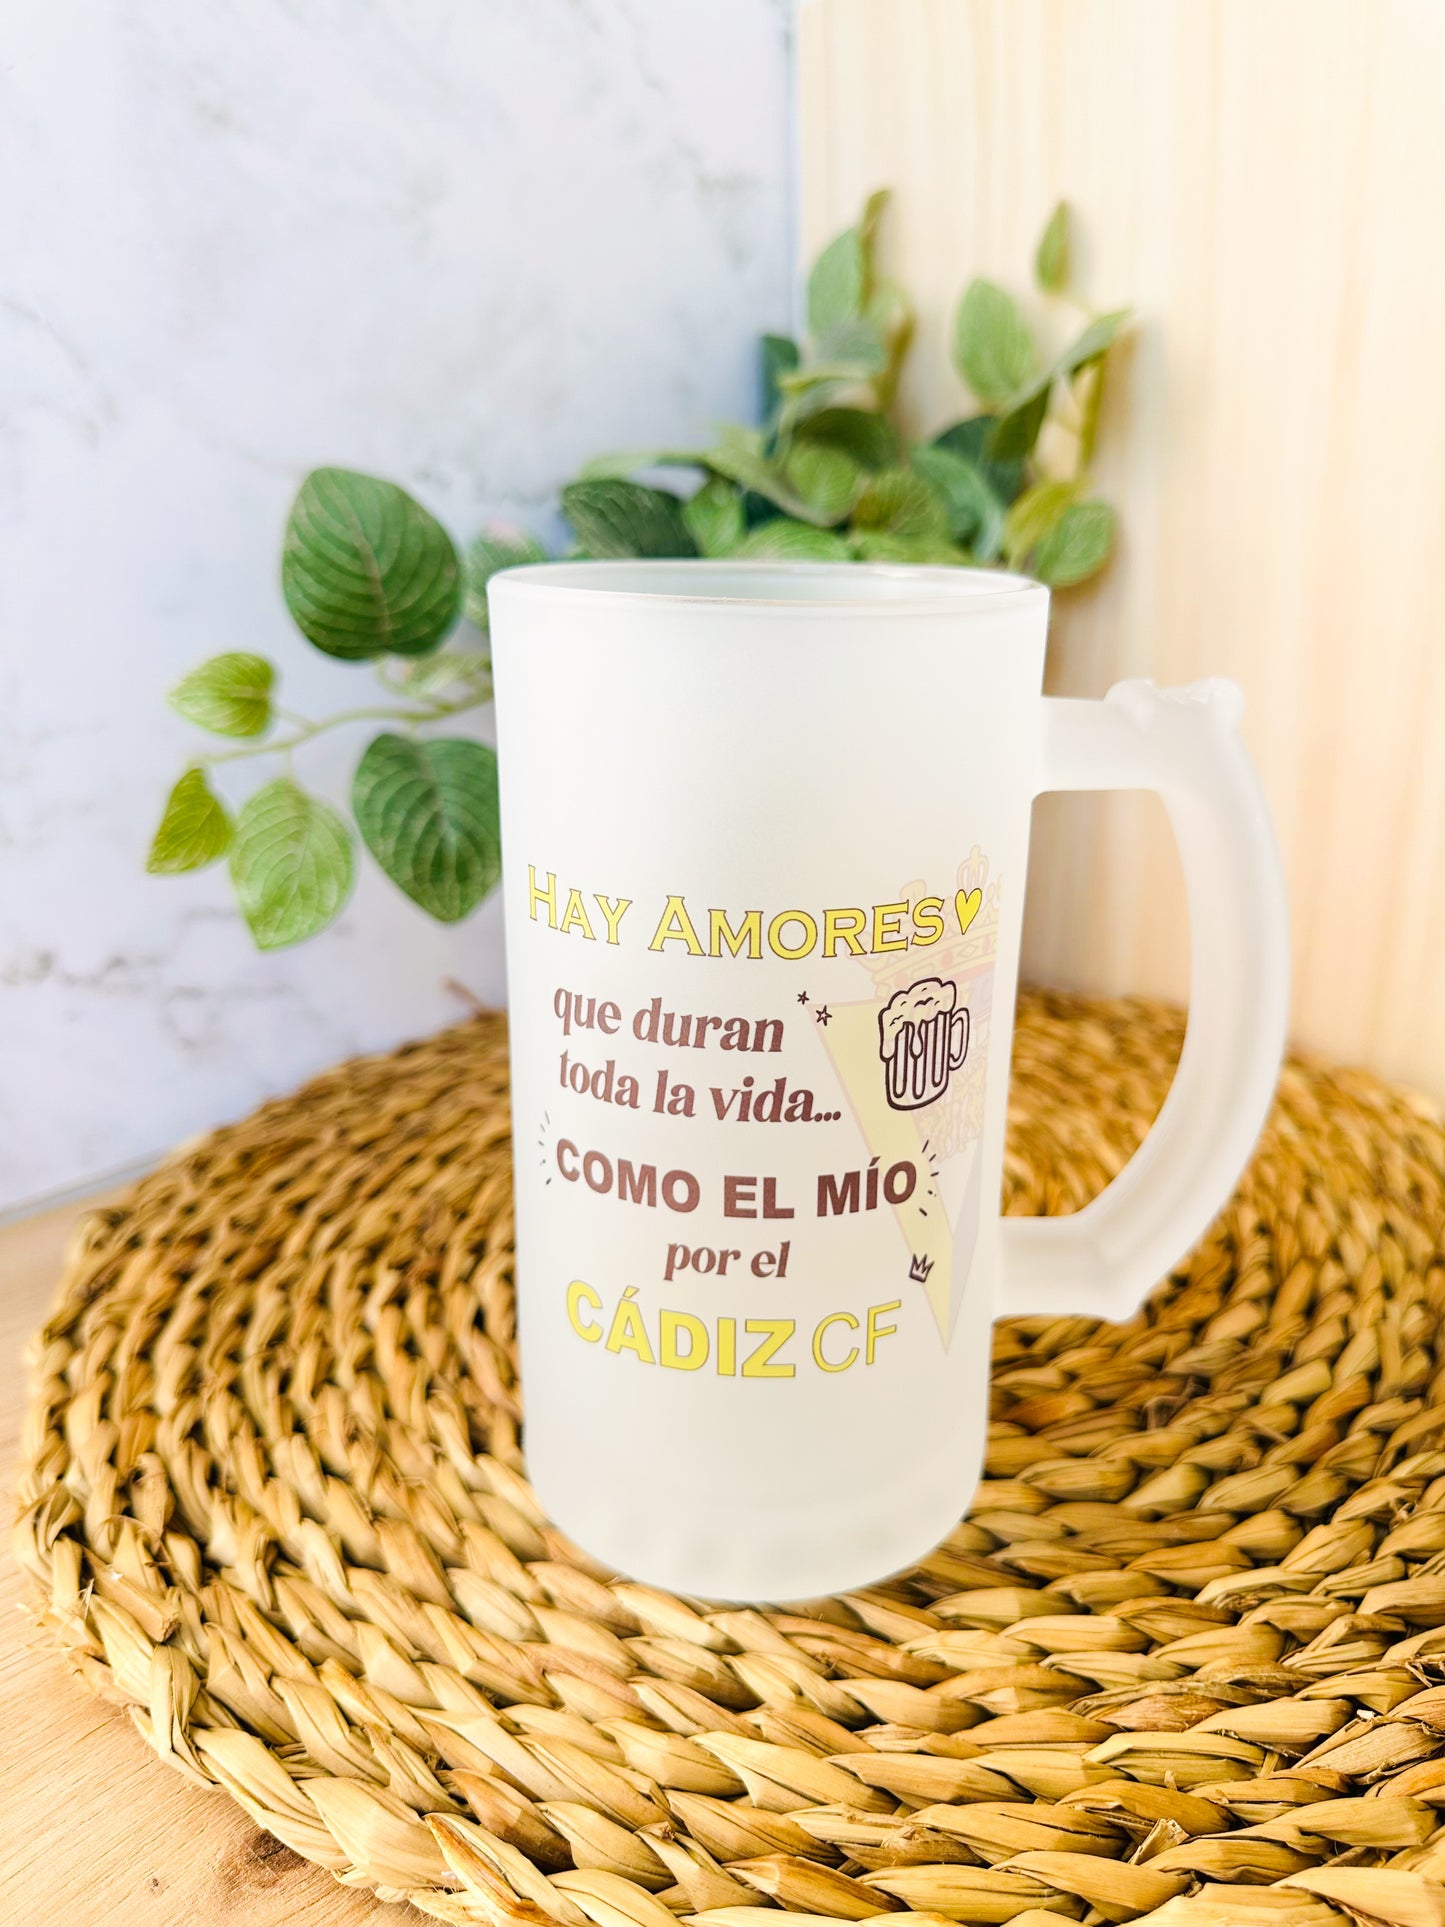 HAY AMORES
que duran
toda la vida...
COMO EL MÍO
por el
CÁDIZ CF